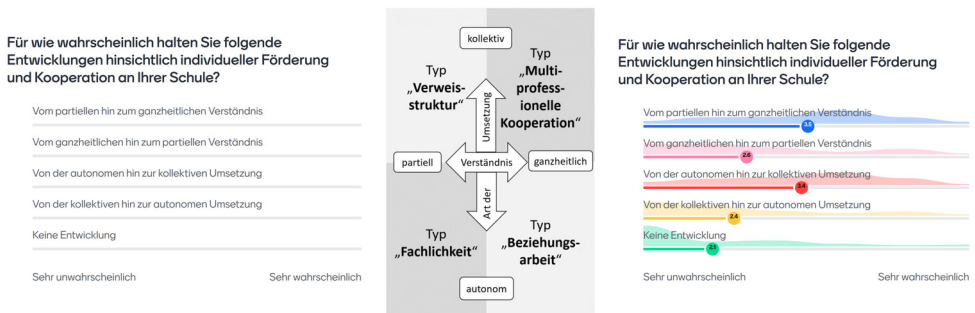 Für wie wahrscheinlich halten Sie folgende
Entwicklungen hinsichtlich individueller Förderung
und Kooperation an Ihrer Schule?
Vom partiellen hin zum ganzheitlichen Verständnis
Vom ganzheitlichen hin zum partiellen Verständnis
Von der autonomen hin zur kollektiven Umsetzung
Von der kollektiven hin zur autonomen Umsetzung
Keine Entwicklung
Sehr unwahrscheinlich Sehr wahrscheinlich
kollektiv
Typ
„Verweis-
struktur“
Typ
„Multi-
profess-
ionelle
Kooperation“
Umsetzung
partiell
Verständnis
ganzheitlich
Art der
Typ
„Fachlichkeit“
Typ
„Beziehungs-
arbeit“
autonom
Für wie wahrscheinlich halten Sie folgende
Entwicklungen hinsichtlich individueller Förderung
und Kooperation an Ihrer Schule?
Vom partiellen hin zum ganzheitlichen Verständnis
3.5
Vom ganzheitlichen hin zum partiellen Verständnis
2.6
Von der autonomen hin zur kollektiven Umsetzung
3.4
Von der kollektiven hin zur autonomen Umsetzung
2.4
Keine Entwicklung
2.1
Sehr unwahrscheinlich Sehr wahrscheinlich